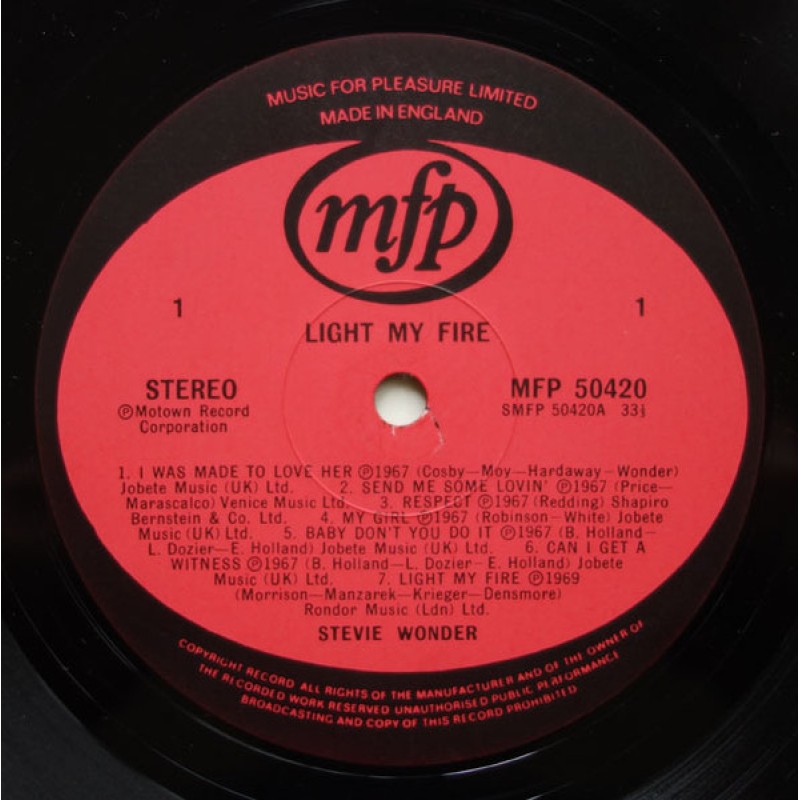 MUSIC FOR PLEASURE LIMITED
MADE IN ENGLAND
mfp
1 1
LIGHT MY FIRE
STEREO MFP 50420
℗Motown Record SMFP 50420A 33⅓
Corporation
1. I WAS MADE TO LOVE HER ℗1967 (Cosby—Moy—Hardaway—Wonder)
Jobete Music (UK) Ltd. 2. SEND ME SOME LOVIN' ℗1967 (Price—
Marascalco) Venice Music Ltd. 3. RESPECT ℗1967 (Redding) Shapiro
Bernstein & Co. Ltd. 4. MY GIRL ℗1967 (Robinson—White) Jobete
Music (UK) Ltd. 5. BABY DON'T YOU DO IT ℗1967 (B. Holland—
L. Dozier—E. Holland) Jobete Music (UK) Ltd. 6. CAN I GET A
WITNESS ℗1967 (B. Holland—L. Dozier—E. Holland) Jobete
Music (UK) Ltd. 7. LIGHT MY FIRE ℗1969
(Morrison—Manzarek—Krieger—Densmore)
Rondor Music (Ldn) Ltd.
STEVIE WONDER
COPYRIGHT RECORD ALL RIGHTS OF THE MANUFACTURER AND OF THE OWNER OF
THE RECORDED WORK RESERVED UNAUTHORISED PUBLIC PERFORMANCE
BROADCASTING AND COPY OF THIS RECORD PROHIBITED